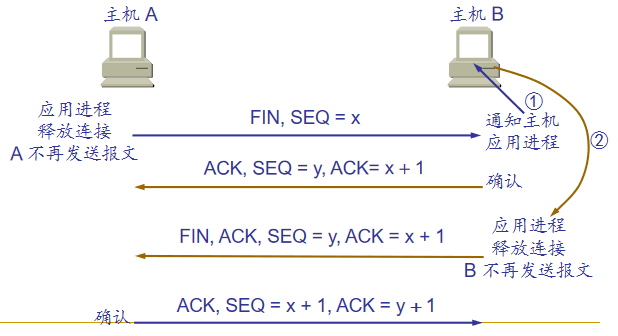 主机 A
主机 B
应用进程
释放连接
A 不再发送报文
FIN, SEQ = x
①
通知主机
应用进程
②
ACK, SEQ = y, ACK= x + 1
确认
FIN, ACK, SEQ = y, ACK = x + 1
应用进程
释放连接
B 不再发送报文
确认
ACK, SEQ = x + 1, ACK = y + 1